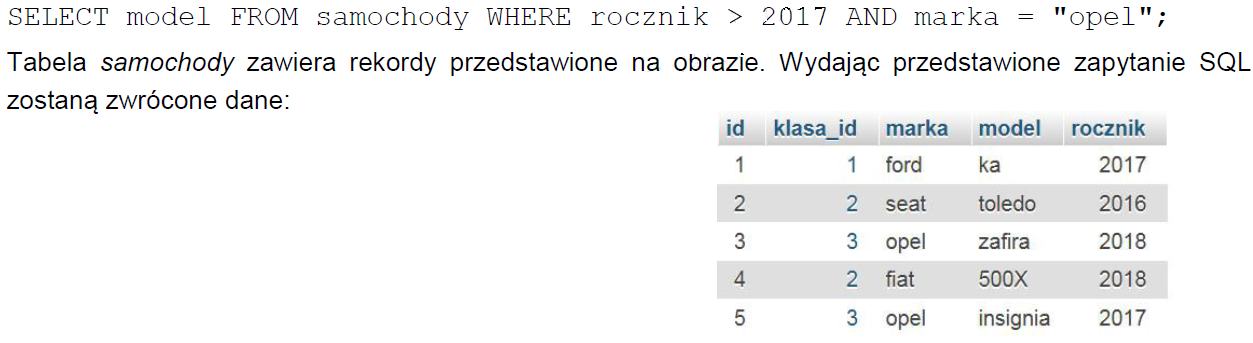 SELECT model FROM samochody WHERE rocznik > 2017 AND marka = "opel";
Tabela samochody zawiera rekordy przedstawione na obrazie. Wydając przedstawione zapytanie SQL
zostaną zwrócone dane:
id klasa_id marka model rocznik
1 1 ford ka 2017
2 2 seat toledo 2016
3 3 opel zafira 2018
4 2 fiat 500X 2018
5 3 opel insignia 2017